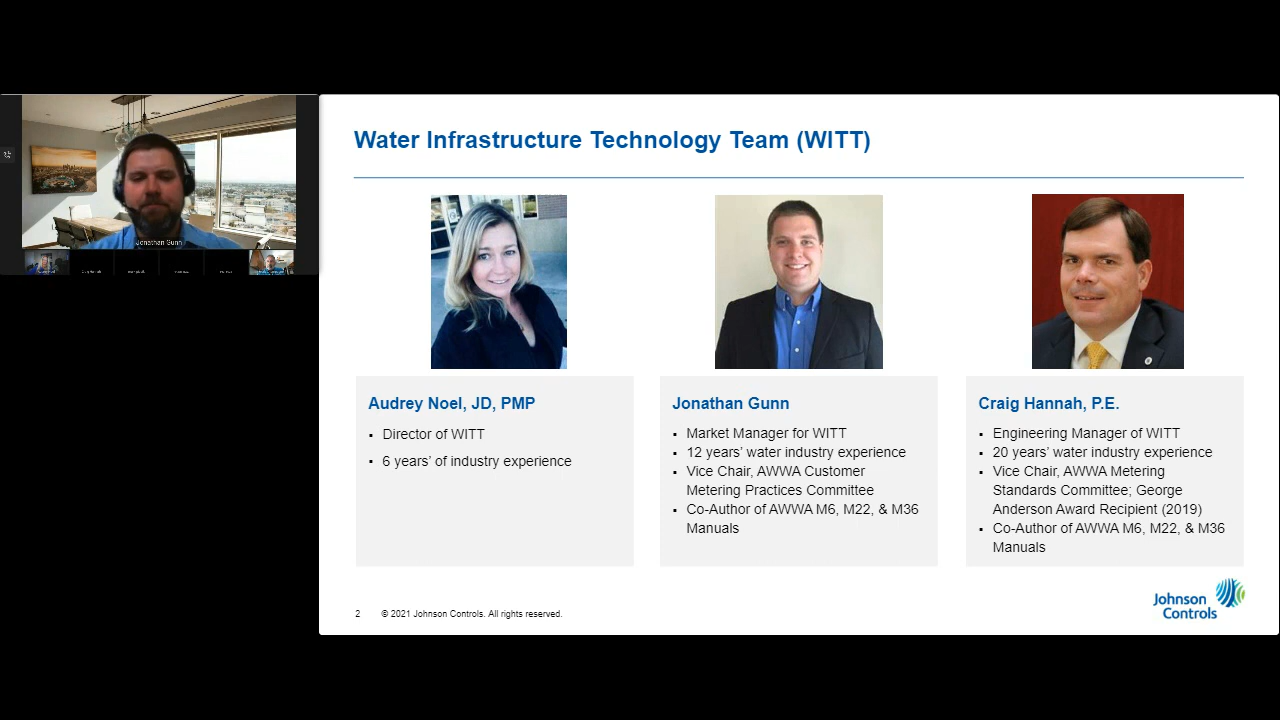 Water Infrastructure Technology Team (WITT)
Jonathan Gunn
Craig Hannah
Audrey Noel, JD, PMP
▪ Director of WITT
▪ 6 years’ of industry experience
Jonathan Gunn
▪ Market Manager for WITT
▪ 12 years’ water industry experience
▪ Vice Chair, AWWA Customer
Metering Practices Committee
▪ Co-Author of AWWA M6, M22, & M36
Manuals
Craig Hannah, P.E.
▪ Engineering Manager of WITT
▪ 20 years’ water industry experience
▪ Vice Chair, AWWA Metering
Standards Committee; George
Anderson Award Recipient (2019)
▪ Co-Author of AWWA M6, M22, & M36
Manuals
2 © 2021 Johnson Controls. All rights reserved.
Johnson
Controls